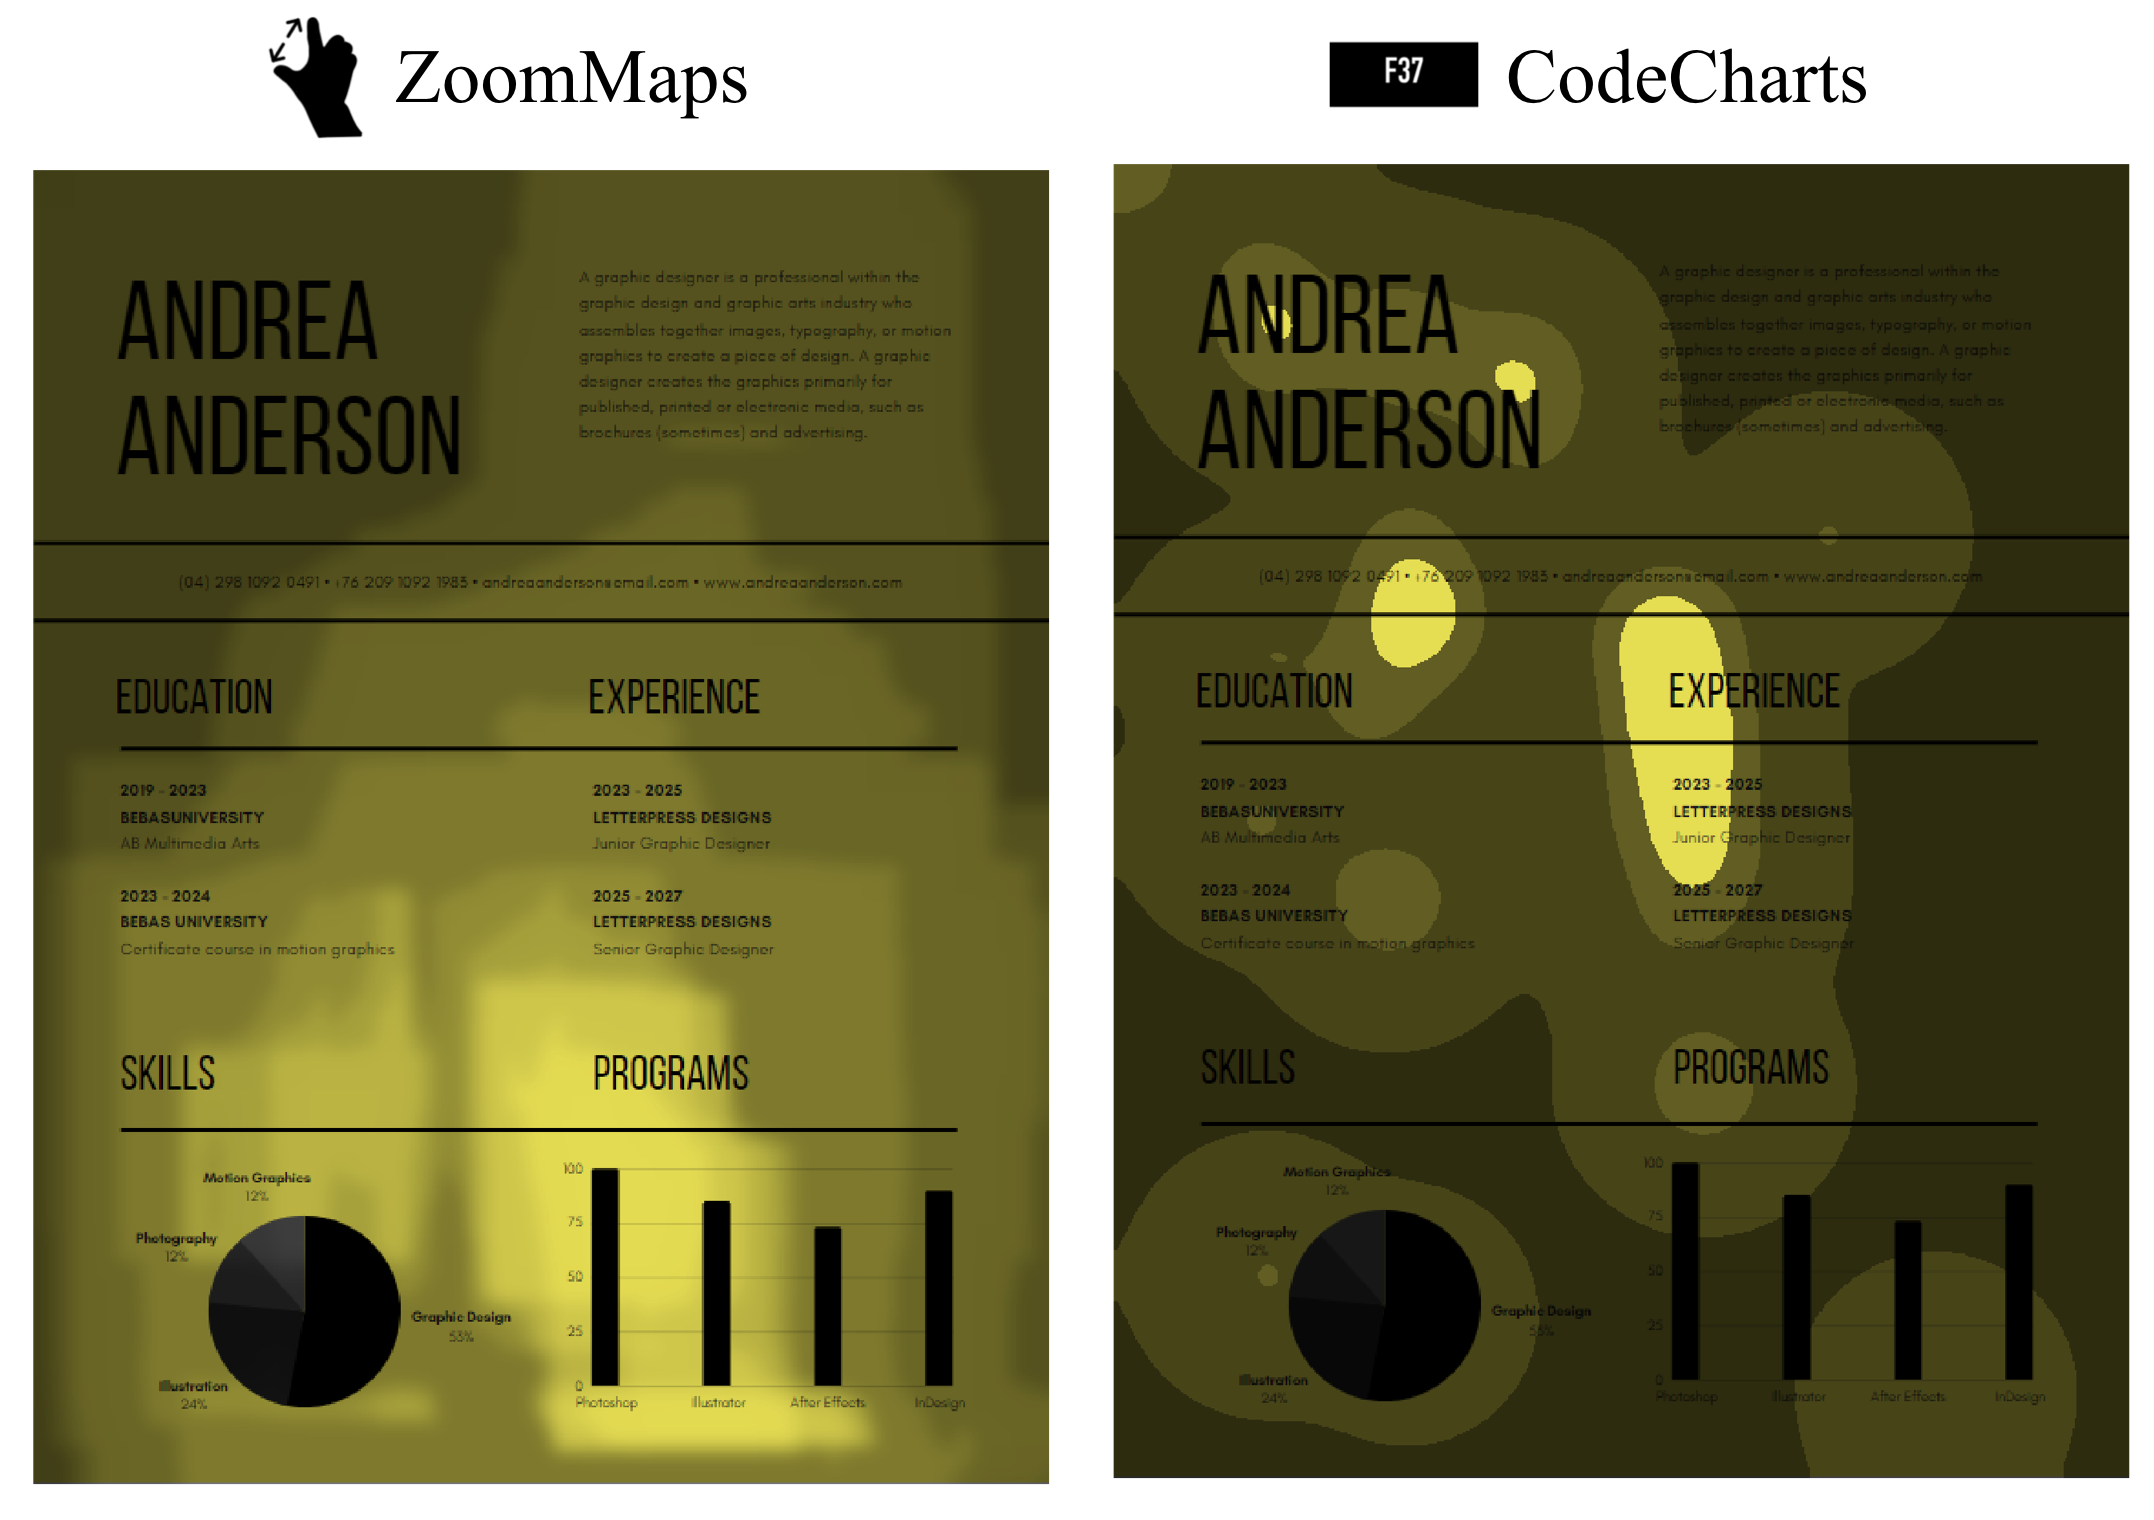 ZoomMaps
ANDREA
ANDERSON
A graphic designer is a professional within the
graphic design and graphic arts industry who
assembles together images, typography, or motion
graphics to create a piece of design. A graphic
designer creates the graphics primarily for
published, printed or electronic media, such as
brochures (sometimes) and advertising.
(04) 298 1092 0491 • +76 209 1092 1985 • andreaanderson@email.com • www.andreaanderson.com
EDUCATION
2019 - 2023
BEBASUNIVERSITY
AB Multimedia Arts
2023 - 2024
BEBAS UNIVERSITY
Certificate course in motion graphics
EXPERIENCE
2023 - 2025
LETTERPRESS DESIGNS
Junior Graphic Designer
2025 - 2027
LETTERPRESS DESIGNS
Senior Graphic Designer
SKILLS
Motion Graphics
12%
Photography
12%
Graphic Design
53%
Illustration
24%
PROGRAMS
100
75
50
25
0
Photoshop
Illustrator
After Effects
InDesign
F37
CodeCharts
ANDREA
ANDERSON
A graphic designer is a professional within the
graphic design and graphic arts industry who
assembles together images, typography, or motion
graphics to create a piece of design. A graphic
designer creates the graphics primarily for
published, printed or electronic media, such as
brochures (sometimes) and advertising.
(04) 298 1092 0491 • +76 209 1092 1985 • andreaanderson@email.com • www.andreaanderson.com
EDUCATION
2019 - 2023
BEBASUNIVERSITY
AB Multimedia Arts
2023 - 2024
BEBAS UNIVERSITY
Certificate course in motion graphics
EXPERIENCE
2023 - 2025
LETTERPRESS DESIGNS
Junior Graphic Designer
2025 - 2027
LETTERPRESS DESIGNS
Senior Graphic Designer
SKILLS
Motion Graphics
12%
Photography
12%
Graphic Design
53%
Illustration
24%
PROGRAMS
100
75
50
25
0
Photoshop
Illustrator
After Effects
InDesign